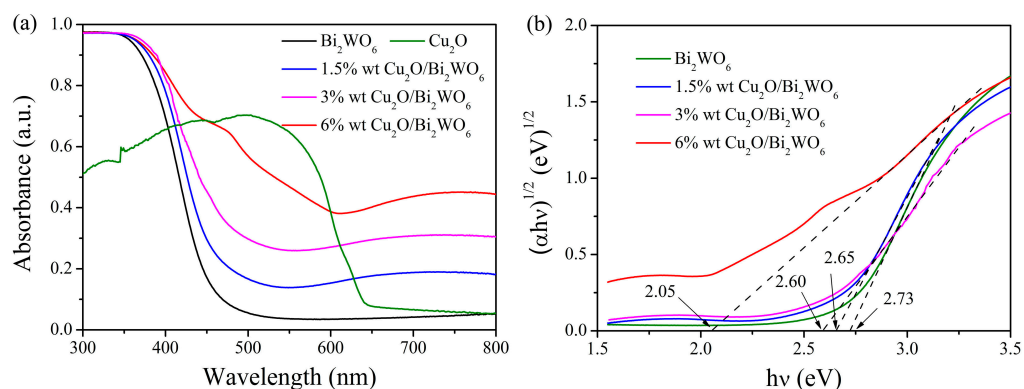 (a)
1.0
0.8
0.6
0.4
0.2
0.0
300 400 500 600 700 800
Absorbance (a.u.)
Wavelength (nm)
Bi₂WO₆ Cu₂O
1.5% wt Cu₂O/Bi₂WO₆
3% wt Cu₂O/Bi₂WO₆
6% wt Cu₂O/Bi₂WO₆
(b)
2.0
1.5
1.0
0.5
0.0
1.5 2.0 2.5 3.0 3.5
(αhν)^1/2 (eV)^1/2
hν (eV)
Bi₂WO₆
1.5% wt Cu₂O/Bi₂WO₆
3% wt Cu₂O/Bi₂WO₆
6% wt Cu₂O/Bi₂WO₆
2.65
2.05
2.60
2.73